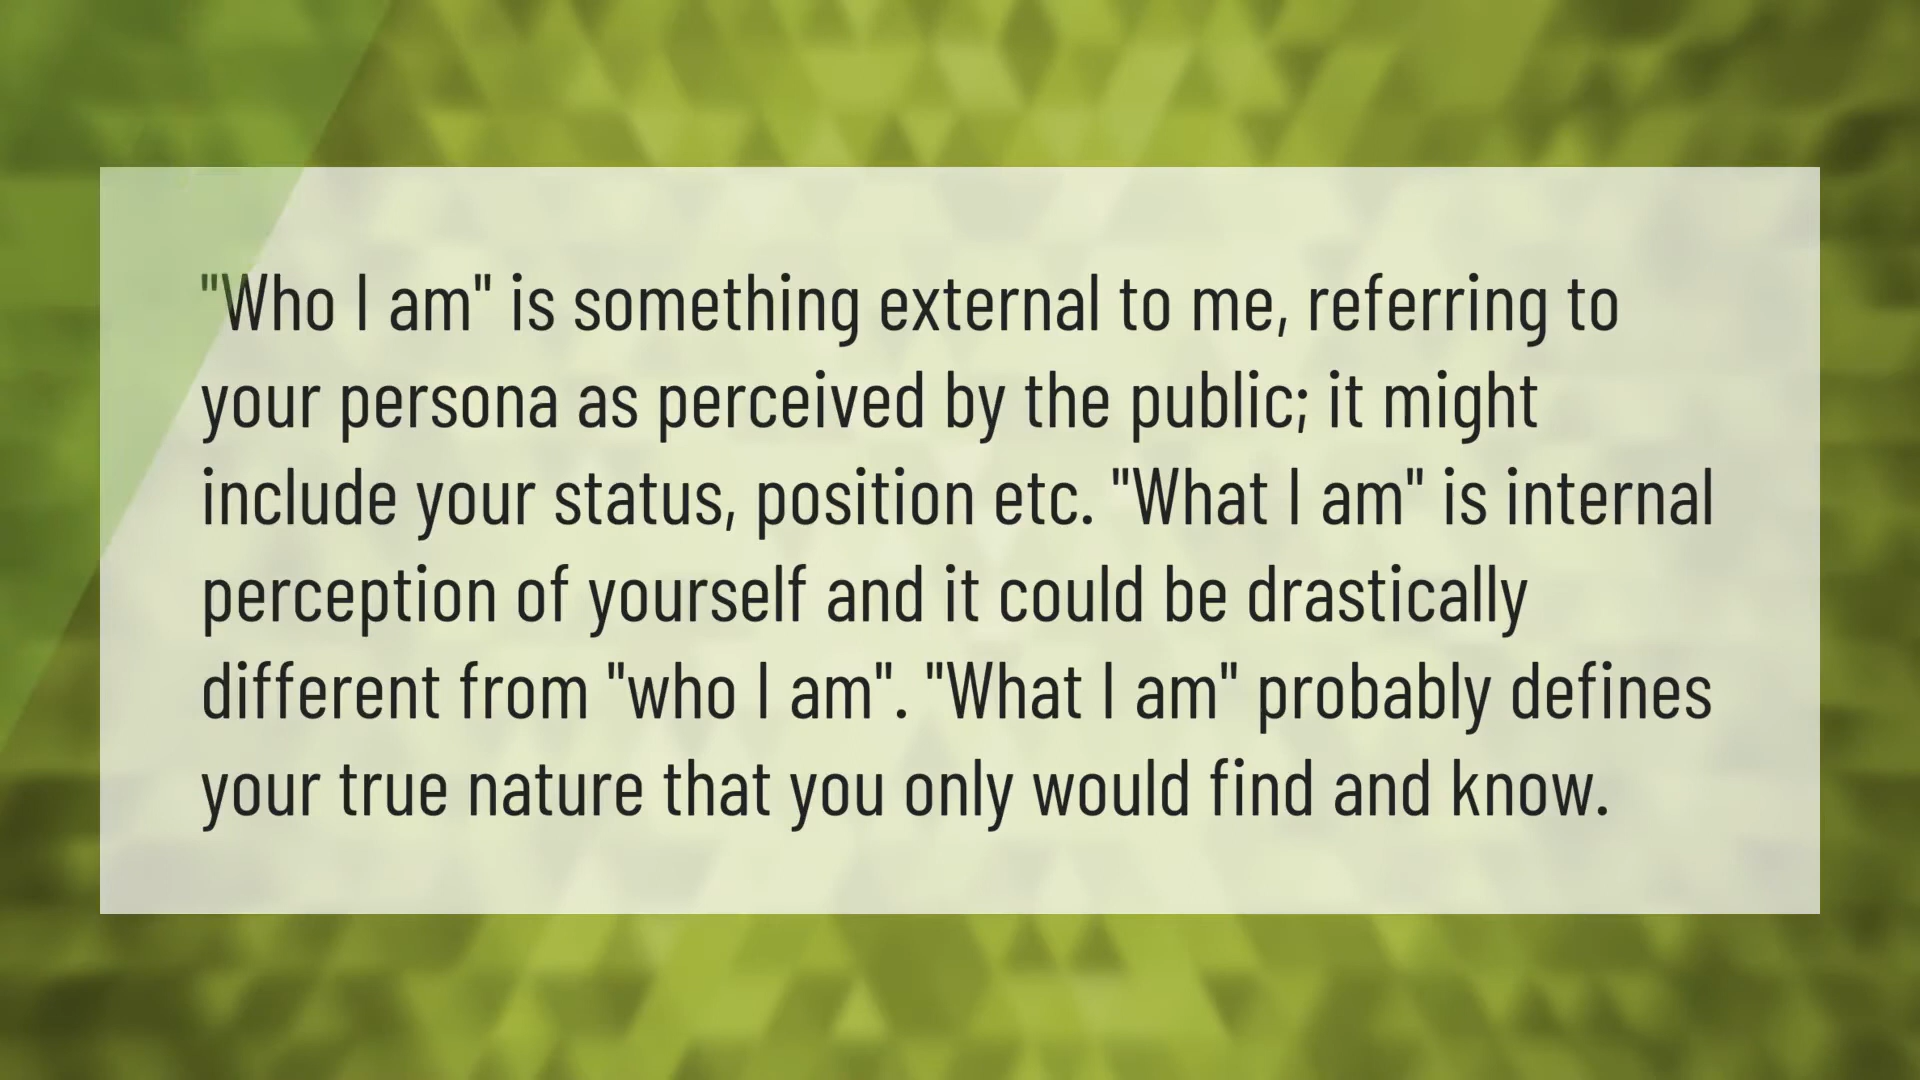 "Who I am" is something external to me, referring to
your persona as perceived by the public; it might
include your status, position etc. "What I am" is internal
perception of yourself and it could be drastically
different from "who I am". "What I am" probably defines
your true nature that you only would find and know.